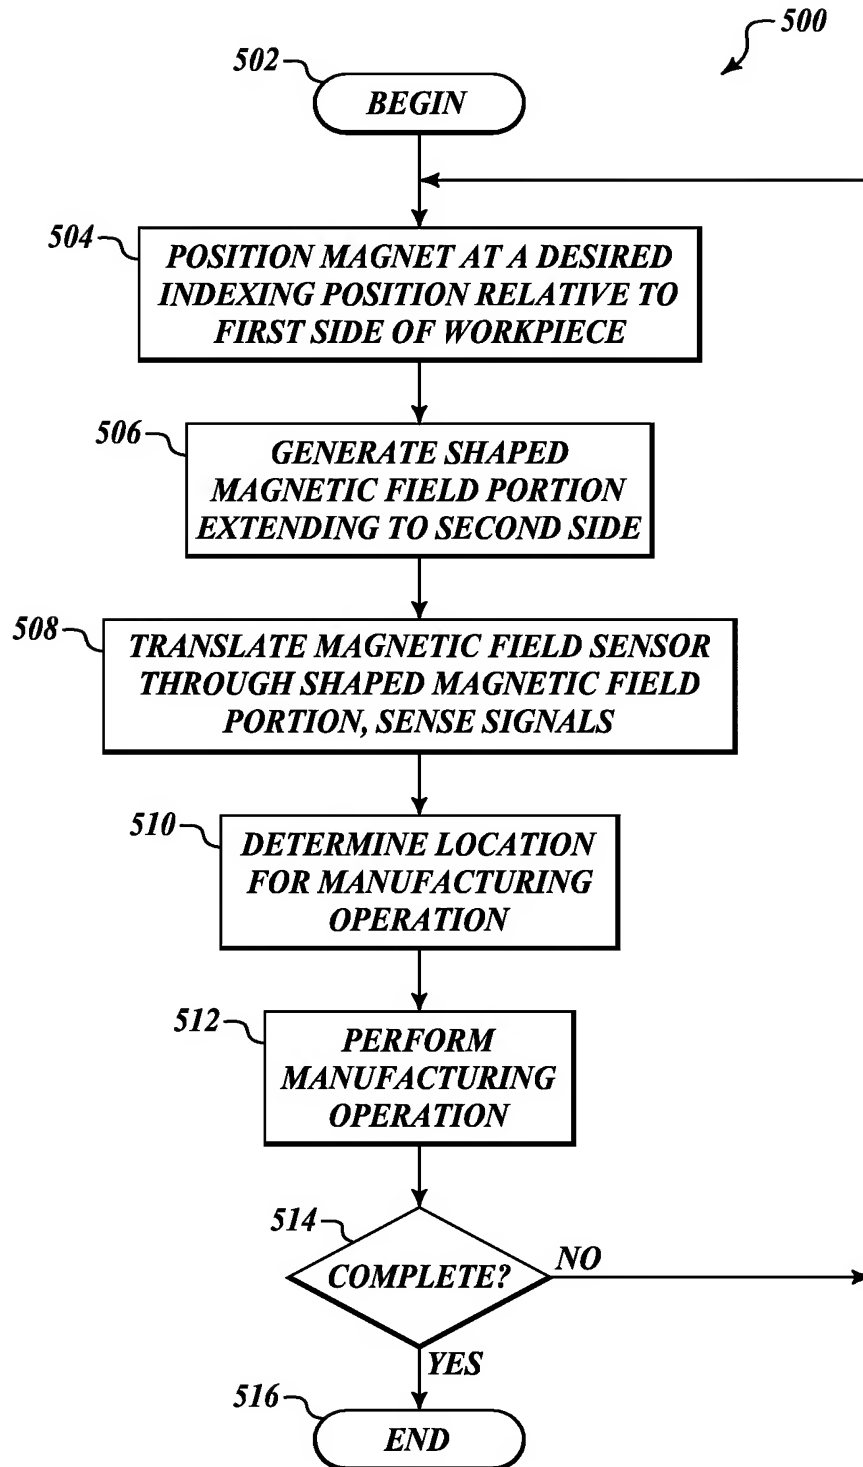 500
502
BEGIN
504
POSITION MAGNET AT A DESIRED
INDEXING POSITION RELATIVE TO
FIRST SIDE OF WORKPIECE
506
GENERATE SHAPED
MAGNETIC FIELD PORTION
EXTENDING TO SECOND SIDE
508
TRANSLATE MAGNETIC FIELD SENSOR
THROUGH SHAPED MAGNETIC FIELD
PORTION, SENSE SIGNALS
510
DETERMINE LOCATION
FOR MANUFACTURING
OPERATION
512
PERFORM
MANUFACTURING
OPERATION
514
COMPLETE?
NO
YES
516
END